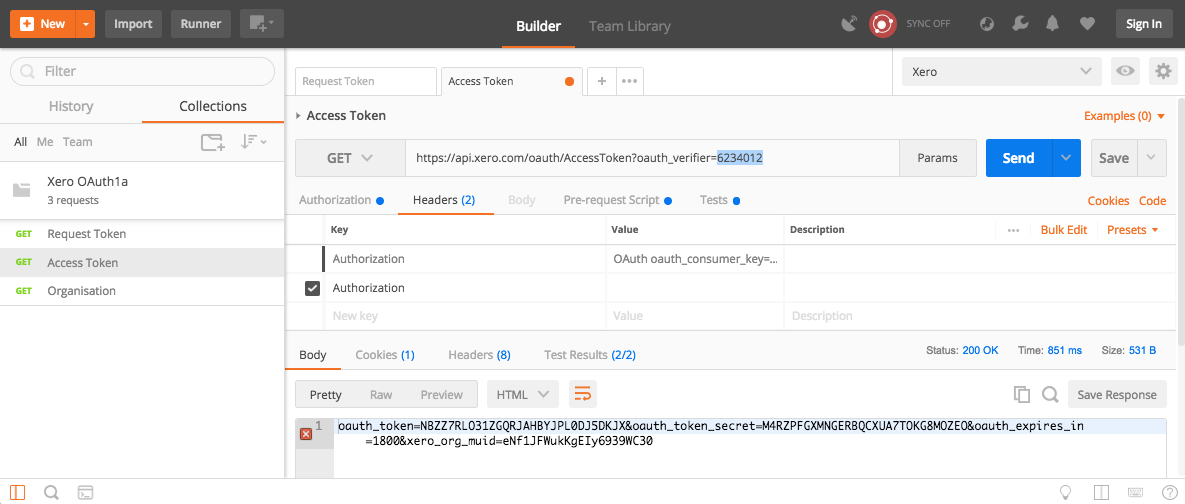 New
Import
Runner
Builder
Team Library
SYNC OFF
Sign In
Filter
History
Collections
All Me Team
Xero OAuth1a
3 requests
GET Request Token
GET Access Token
GET Organisation
Request Token
Access Token
+
•••
Xero
Access Token
Examples (0)
GET
https://api.xero.com/oauth/AccessToken?oauth_verifier=6234012
Params
Send
Save
Authorization
Headers (2)
Body
Pre-request Script
Tests
Cookies
Code
Key
Value
Description
•••
Bulk Edit
Presets
Authorization
OAuth oauth_consumer_key=...
Authorization
New key
Value
Description
Body
Cookies (1)
Headers (8)
Test Results (2/2)
Status: 200 OK
Time: 851 ms
Size: 531 B
Pretty
Raw
Preview
HTML
Save Response
1
oauth_token=NBZZ7RLO31ZGQRJAHBYJPL0DJ5DKJX&oauth_token_secret=M4RZPFGXMNGERBQCXUA7TOKG8MOZEO&oauth_expires_in
=1800&xero_org_muid=eNf1JFWukKgEIy6939WC30